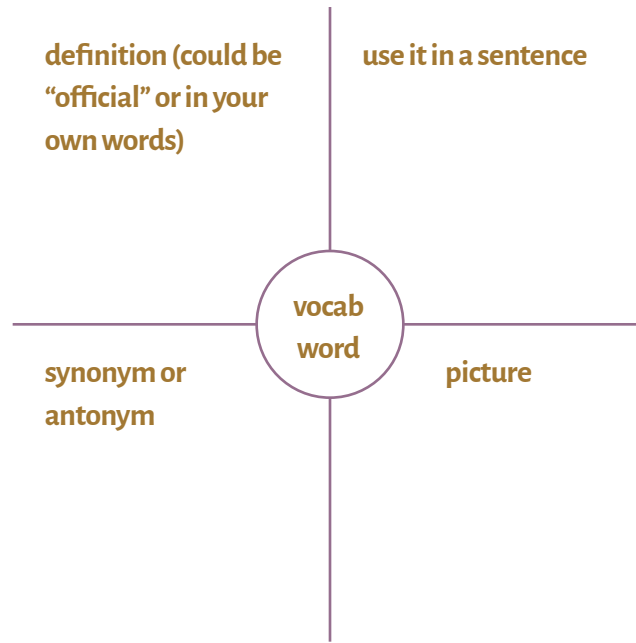 definition (could be
“official” or in your
own words)
use it in a sentence
vocab
word
synonym or
antonym
picture